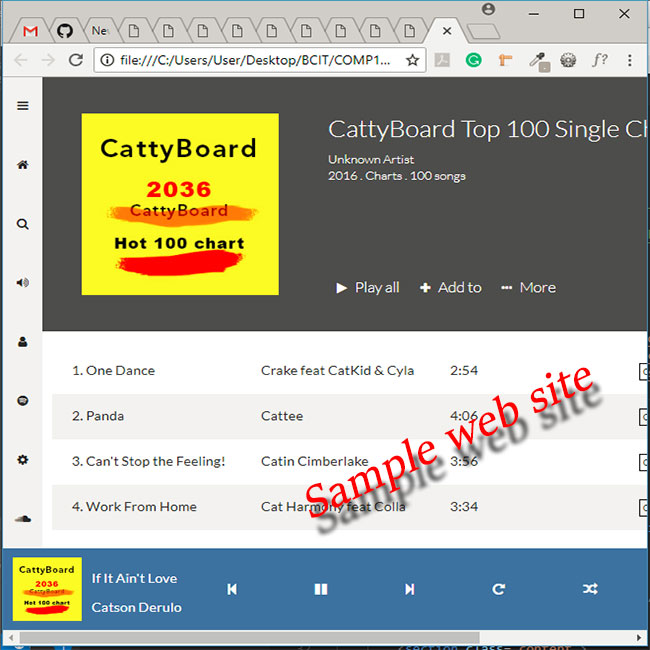 Ne
file:///C:/Users/User/Desktop/BCIT/COMP1...
f?
CattyBoard
2036
CattyBoard
Hot 100 chart
CattyBoard Top 100 Single Ch
Unknown Artist
2016 . Charts . 100 songs
Play all
Add to
More
1. One Dance Crake feat CatKid & Cyla 2:54
2. Panda Cattee 4:06
3. Can't Stop the Feeling! Catin Cimberlake 3:56
4. Work From Home Cat Harmony feat Colla 3:34
Sample web site
CattyBoard
2036
CattyBoard
Hot 100 chart
If It Ain't Love
Catson Derulo
<section class="content">